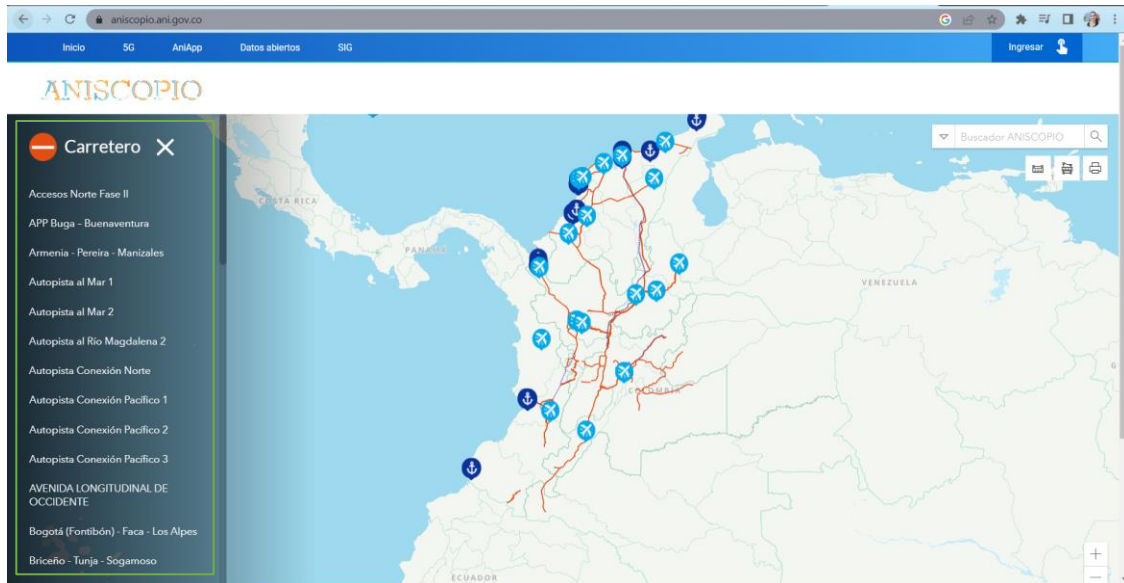 aniscopio.ani.gov.co
Inicio 5G AniApp Datos abiertos SIG Ingresar
ANISCOPIO
Carretero
Buscador ANISCOPIO
Accesos Norte Fase II
APP Buga - Buenaventura
Armenia - Pereira - Manizales
Autopista al Mar 1
Autopista al Mar 2
Autopista al Río Magdalena 2
Autopista Conexión Norte
Autopista Conexión Pacífico 1
Autopista Conexión Pacífico 2
Autopista Conexión Pacífico 3
AVENIDA LONGITUDINAL DE
OCCIDENTE
Bogotá (Fontibón) - Faca - Los Alpes
Briceño - Tunja - Sogamoso
COSTA RICA
PANAMÁ
VENEZUELA
COLOMBIA
ECUADOR